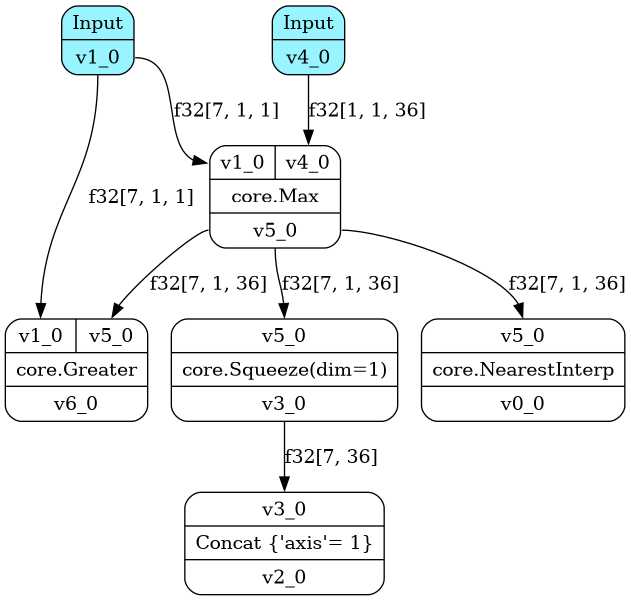 Input
v1_0
Input
v4_0
f32[7, 1, 1]
f32[1, 1, 36]
v1_0 v4_0
core.Max
v5_0
f32[7, 1, 1]
f32[7, 1, 36]
f32[7, 1, 36]
f32[7, 1, 36]
v1_0 v5_0
core.Greater
v6_0
v5_0
core.Squeeze(dim=1)
v3_0
v5_0
core.NearestInterp
v0_0
f32[7, 36]
v3_0
Concat {'axis'= 1}
v2_0